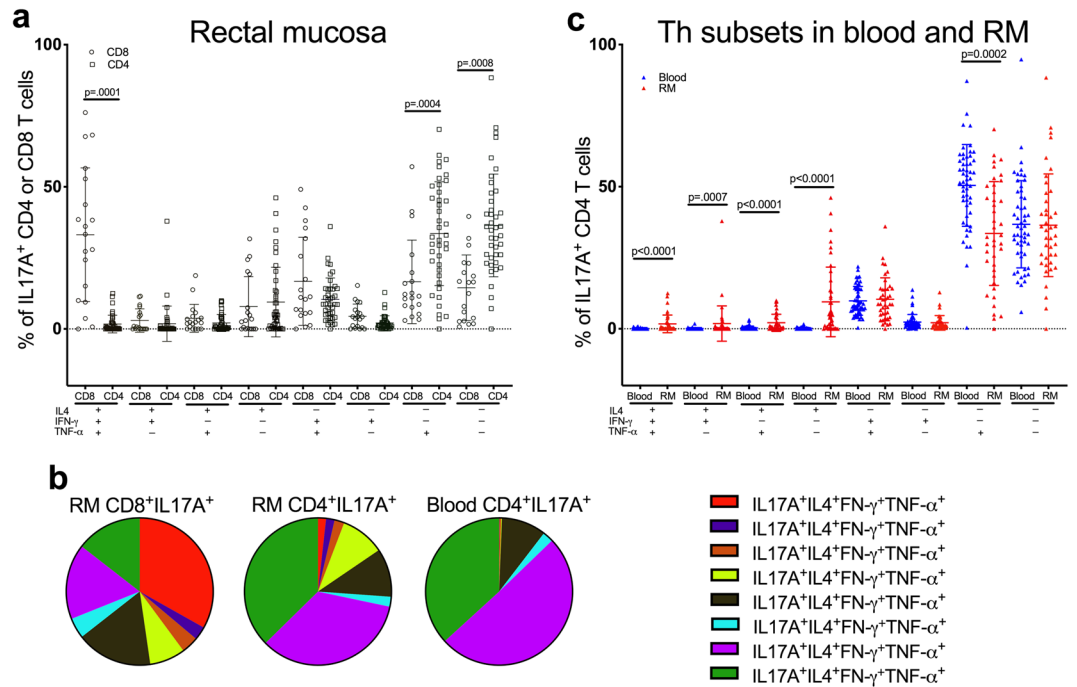 a
Rectal mucosa
100
50
0
% of IL17A+ CD4 or CD8 T cells
CD8
CD4
p=.0001
p=.0004
p=.0008
CD8 CD4 CD8 CD4 CD8 CD4 CD8 CD4 CD8 CD4 CD8 CD4 CD8 CD4 CD8 CD4
IL4 + + + + − − − −
IFN-γ + + − − + + − −
TNF-α + − + − + − + −
c
Th subsets in blood and RM
100
50
0
% of IL17A+ CD4 T cells
Blood
RM
p<0.0001
p=.0007
p<0.0001
p<0.0001
p=0.0002
Blood RM Blood RM Blood RM Blood RM Blood RM Blood RM Blood RM Blood RM
IL4 + + + + − − − −
IFN-γ + + − − + + − −
TNF-α + − + − + − + −
b
RM CD8+IL17A+
RM CD4+IL17A+
Blood CD4+IL17A+
IL17A+IL4+FN-γ+TNF-α+
IL17A+IL4+FN-γ+TNF-α+
IL17A+IL4+FN-γ+TNF-α+
IL17A+IL4+FN-γ+TNF-α+
IL17A+IL4+FN-γ+TNF-α+
IL17A+IL4+FN-γ+TNF-α+
IL17A+IL4+FN-γ+TNF-α+
IL17A+IL4+FN-γ+TNF-α+